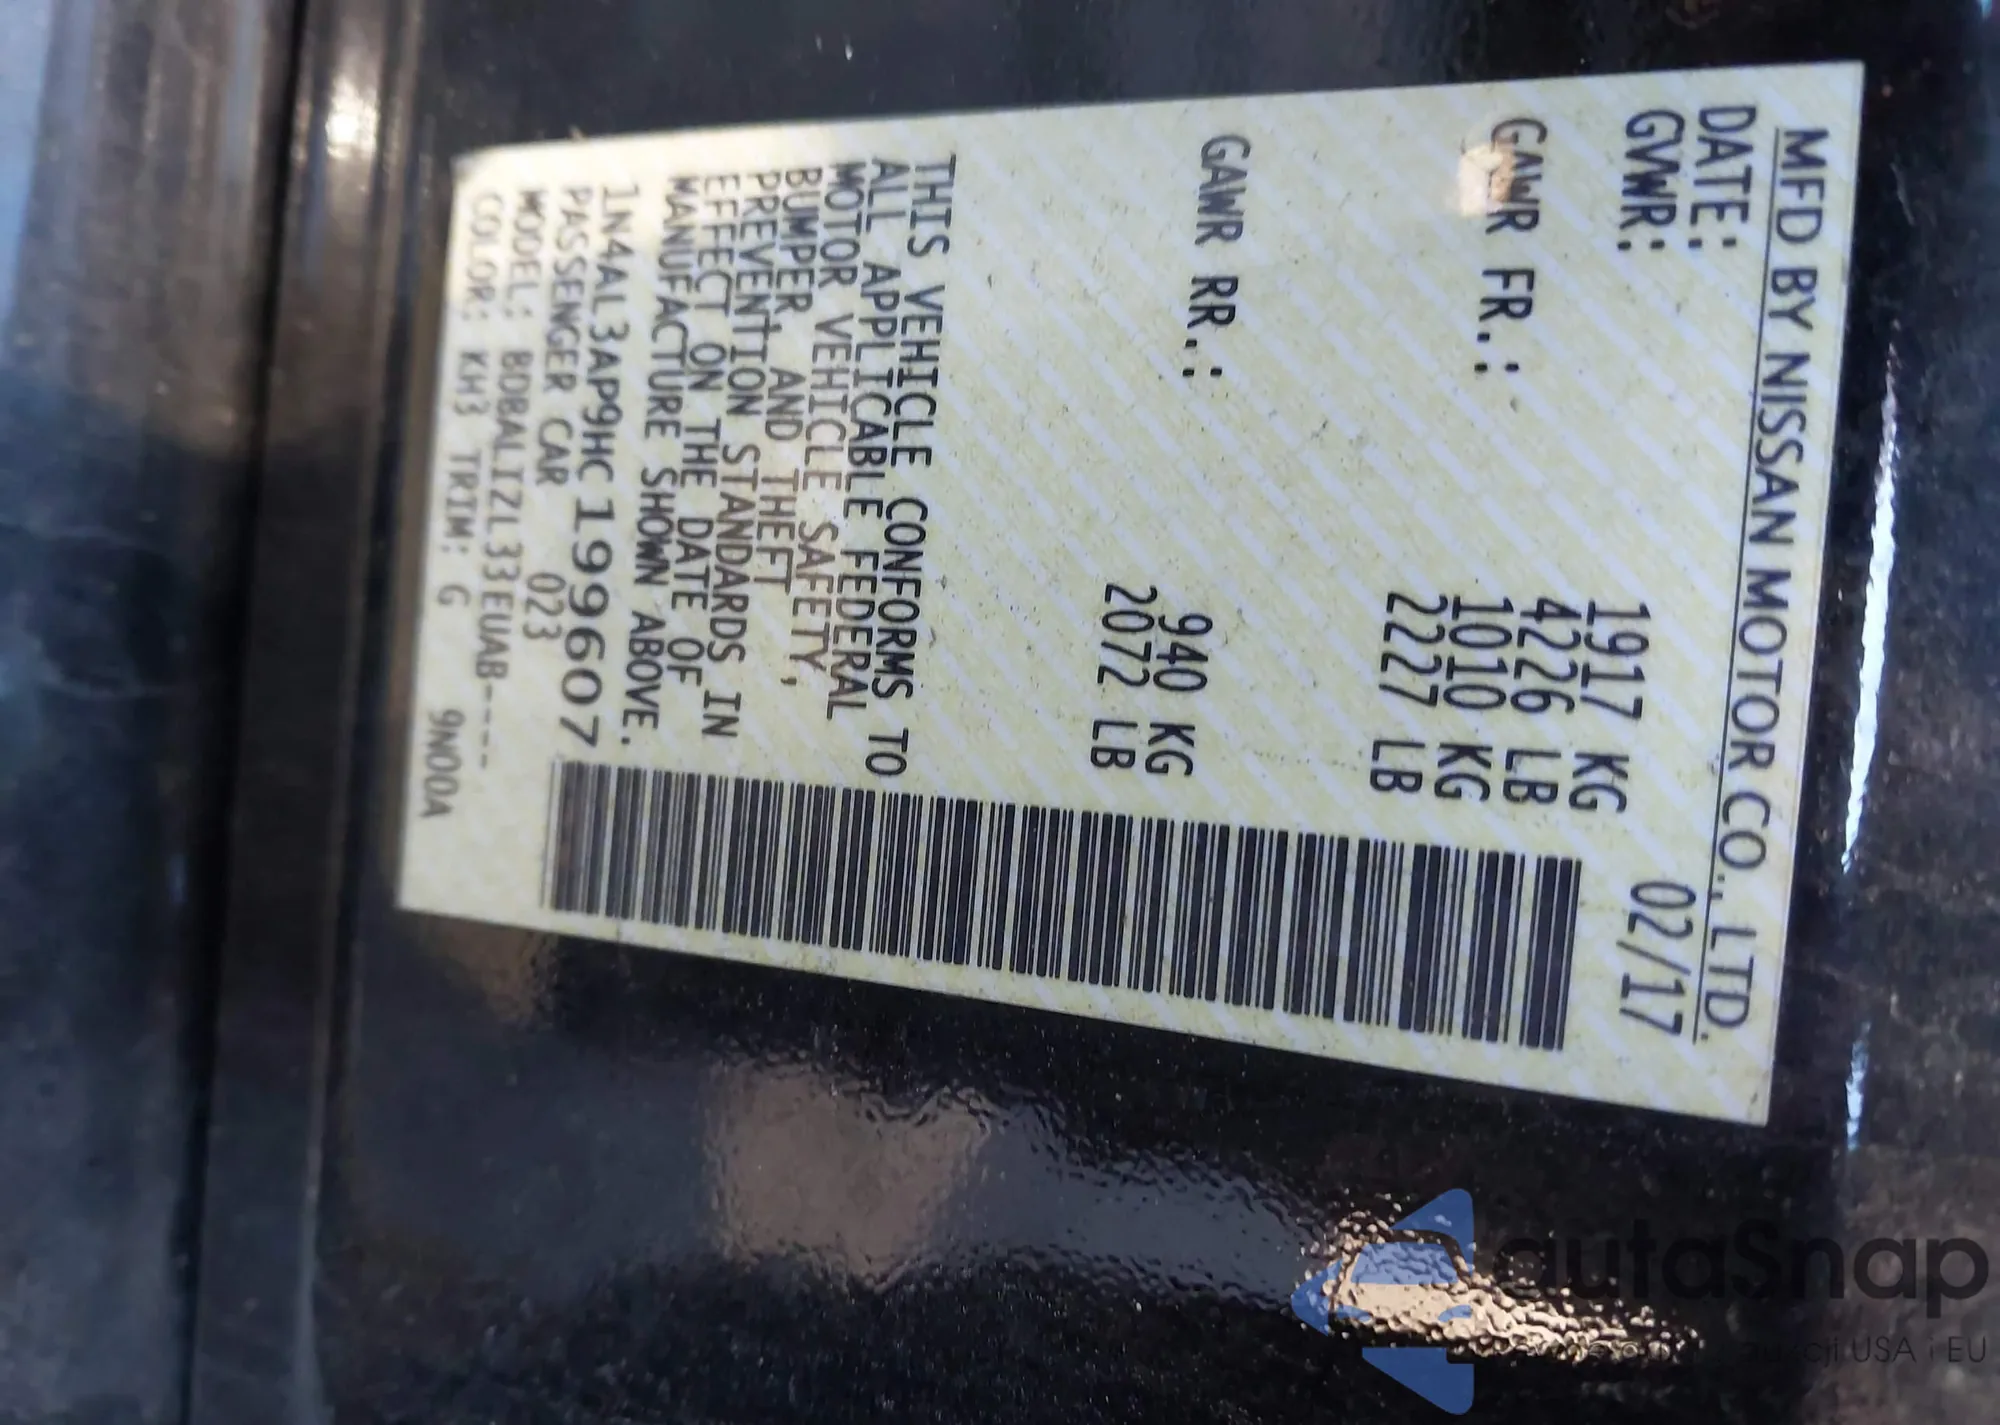 MFD BY NISSAN MOTOR CO., LTD.
DATE: 02/17
GVWR: 1917 KG
4226 LB
GAWR FR.: 1010 KG
2227 LB
GAWR RR.: 940 KG
2072 LB
THIS VEHICLE CONFORMS TO
ALL APPLICABLE FEDERAL
MOTOR VEHICLE SAFETY,
BUMPER, AND THEFT
PREVENTION STANDARDS IN
EFFECT ON THE DATE OF
MANUFACTURE SHOWN ABOVE.
1N4AL3AP9HC199607
PASSENGER CAR 023
MODEL: BDBALIZL33EUAB----
COLOR: KH3 TRIM: G 9N00A
autaSnap
USA i EU